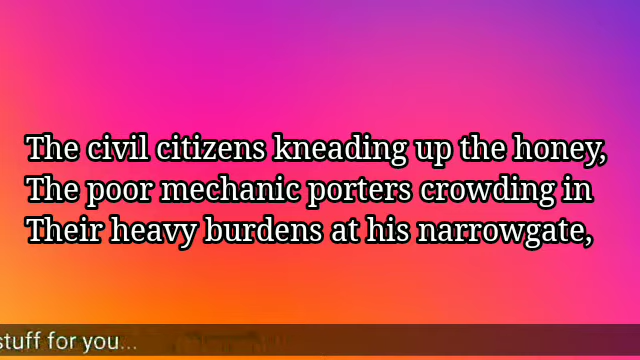 The civil citizens kneading up the honey,
The poor mechanic porters crowding in
Their heavy burdens at his narrowgate,
stuff for you...